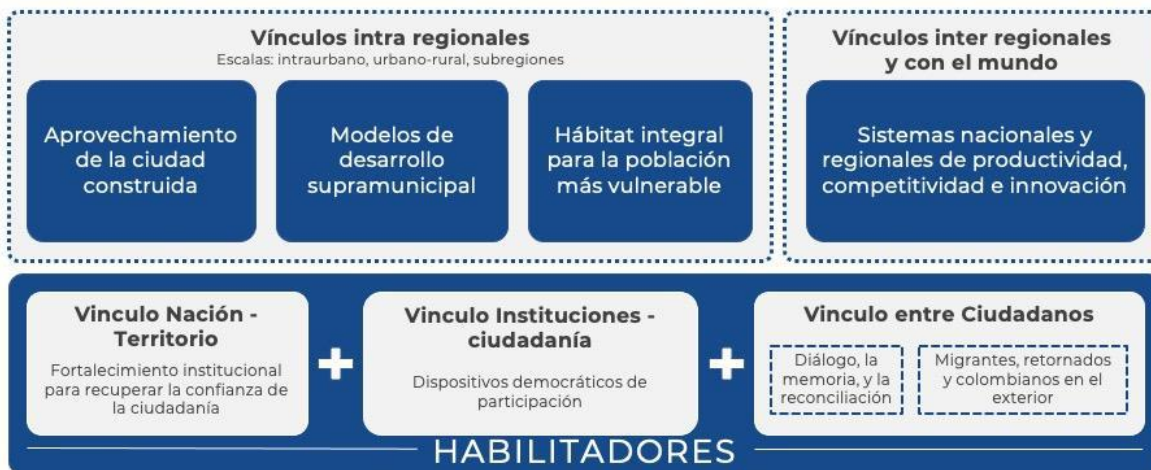 Vínculos intra regionales
Escalas: intraurbano, urbano-rural, subregiones
Aprovechamiento
de la ciudad
construida
Modelos de
desarrollo
supramunicipal
Hábitat integral
para la población
más vulnerable
Vínculos inter regionales
y con el mundo
Sistemas nacionales y
regionales de productividad,
competitividad e innovación
Vinculo Nación -
Territorio
Fortalecimiento institucional
para recuperar la confianza de
la ciudadanía
+
Vinculo Instituciones -
ciudadanía
Dispositivos democráticos de
participación
+
Vinculo entre Ciudadanos
Diálogo, la
memoria, y la
reconciliación
Migrantes, retornados
y colombianos en el
exterior
HABILITADORES